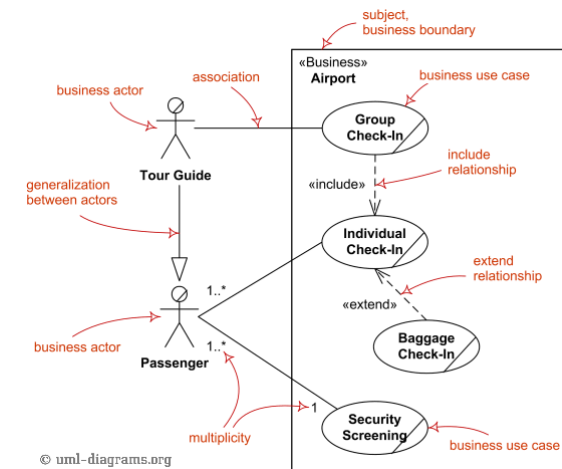 subject,
business boundary
«Business»
Airport
business use case
association
business actor
Group
Check-In
Tour Guide
include
relationship
«include»
generalization
between actors
Individual
Check-In
extend
relationship
1..*
«extend»
business actor
Baggage
Check-In
Passenger
1..*
1
multiplicity
Security
Screening
business use case
© uml-diagrams.org